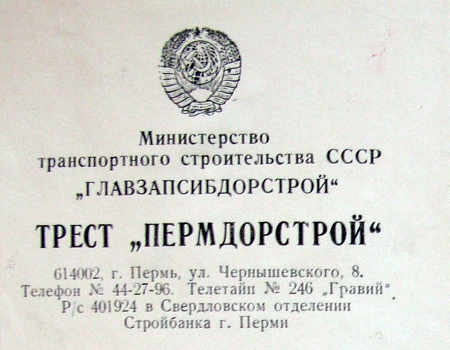 Министерство
транспортного строительства СССР
„ГЛАВЗАПСИБДОРСТРОЙ“
ТРЕСТ „ПЕРМДОРСТРОЙ“
614002, г. Пермь, ул. Чернышевского, 8.
Телефон № 44-27-96. Телетайп № 246 „Гравий“.
Р/с 401924 в Свердловском отделении
Стройбанка г. Перми